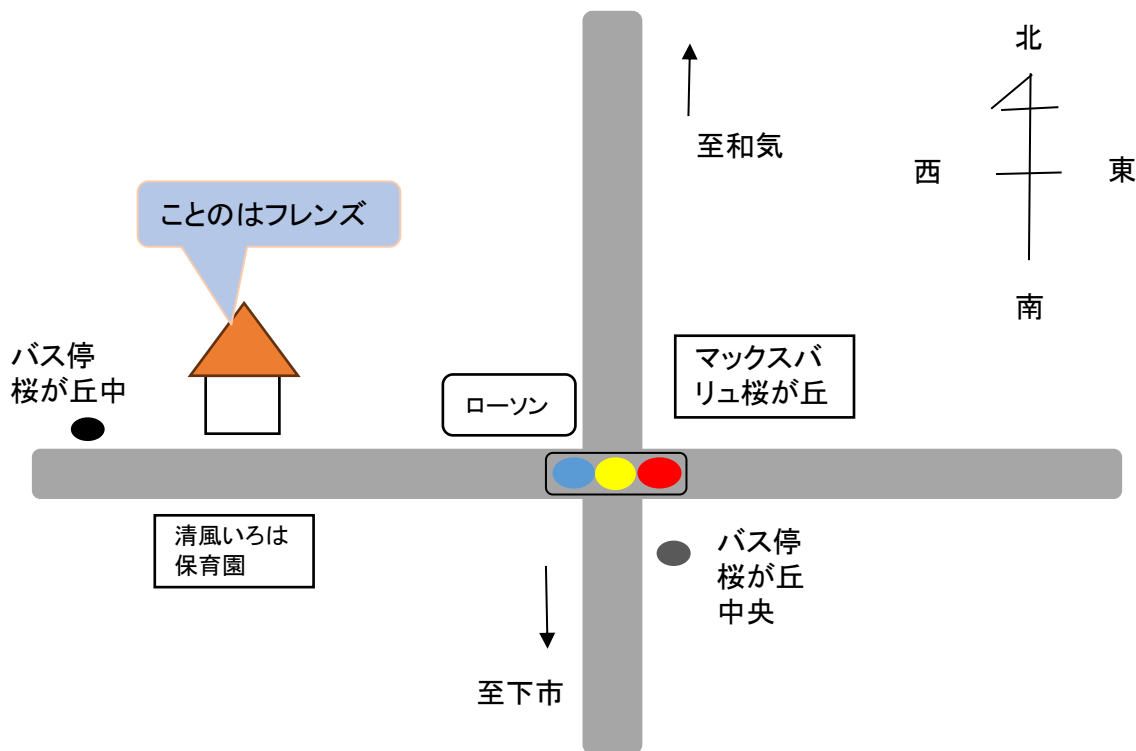 北
至和気
西
東
ことのはフレンズ
南
バス停
桜が丘中
マックスバ
リュ桜が丘
ローソン
清風いろは
保育園
バス停
桜が丘
中央
至下市